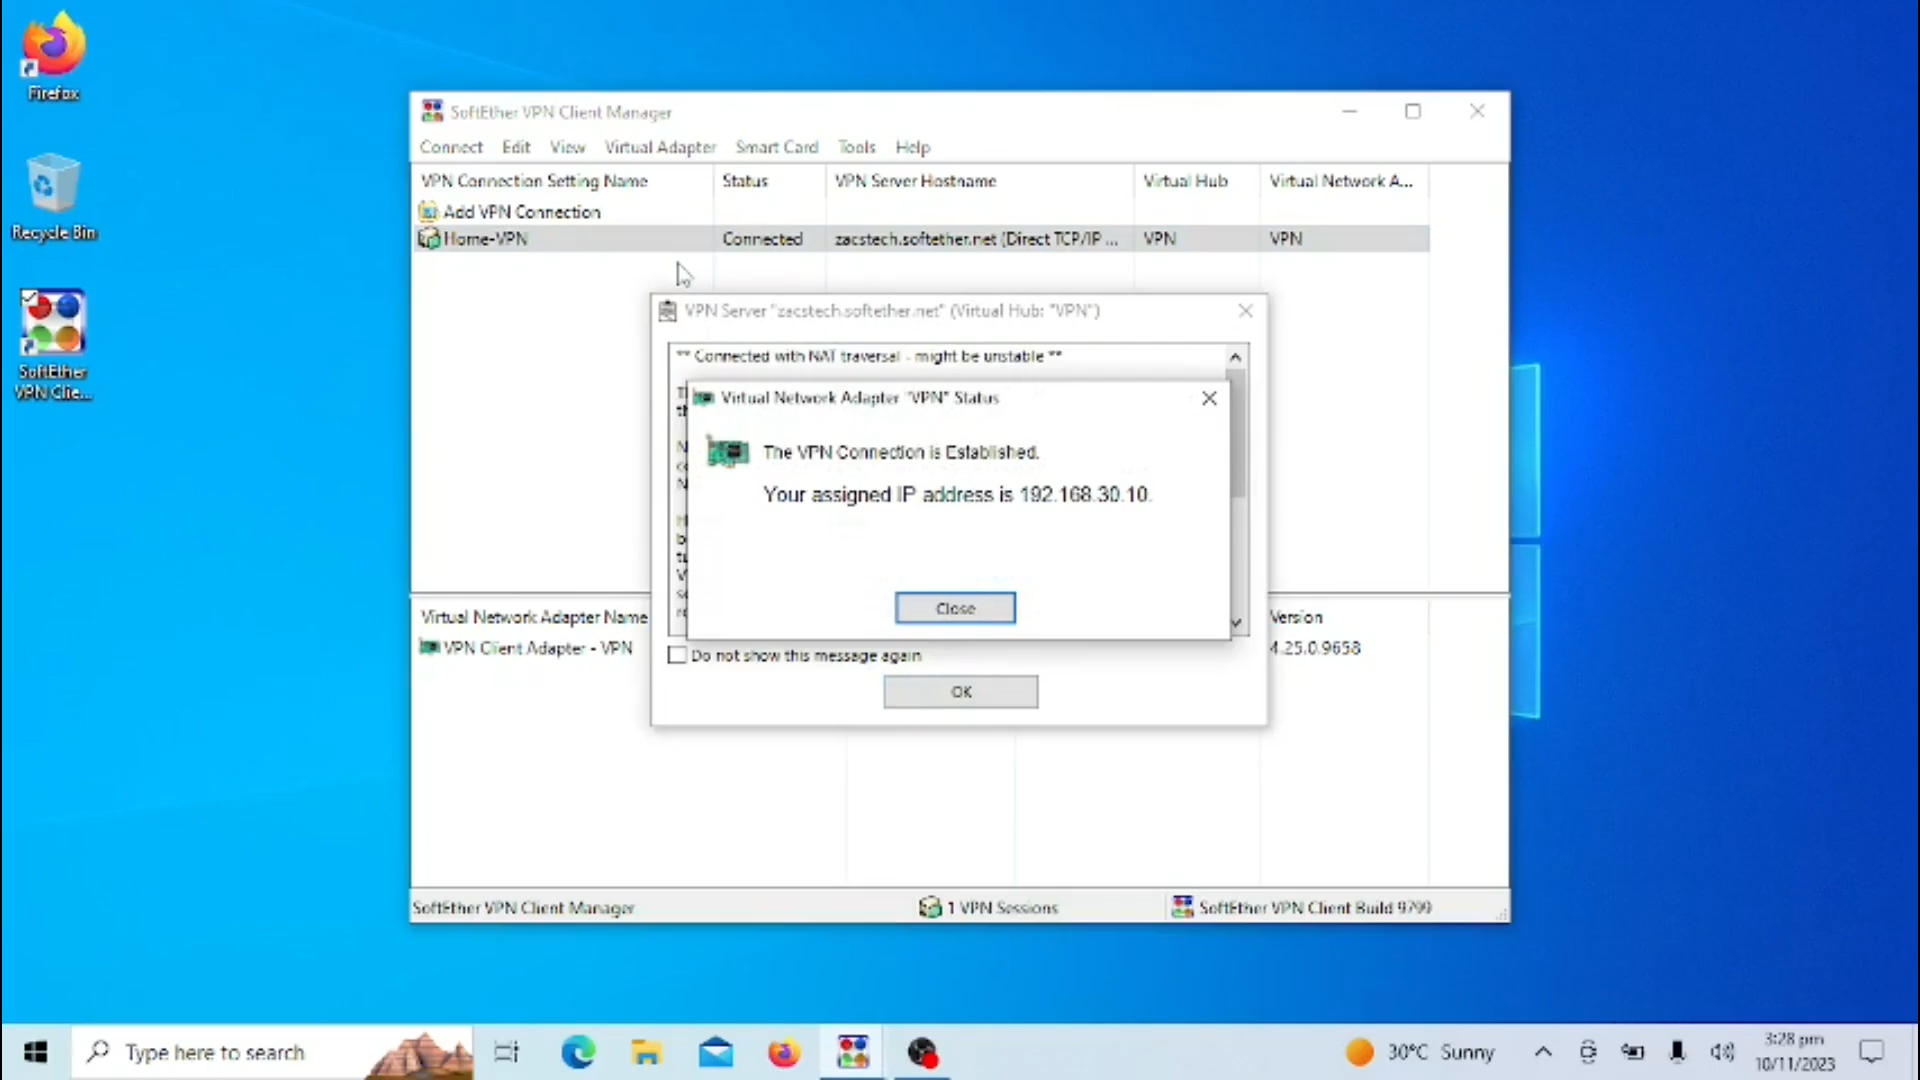 Firefox
Recycle Bin
SoftEther
VPN Clie...
SoftEther VPN Client Manager
Connect Edit View Virtual Adapter Smart Card Tools Help
VPN Connection Setting Name Status VPN Server Hostname Virtual Hub Virtual Network A...
Add VPN Connection
Home-VPN Connected zacstech.softether.net (Direct TCP/IP ... VPN VPN
VPN Server "zacstech.softether.net" (Virtual Hub: "VPN")
** Connected with NAT traversal - might be unstable **
Virtual Network Adapter "VPN" Status
The VPN Connection is Established.
Your assigned IP address is 192.168.30.10.
Close
Do not show this message again
OK
Virtual Network Adapter Name Version
VPN Client Adapter - VPN 4.25.0.9658
SoftEther VPN Client Manager 1 VPN Sessions SoftEther VPN Client Build 9799
Type here to search
30°C Sunny
3:28 pm
10/11/2023